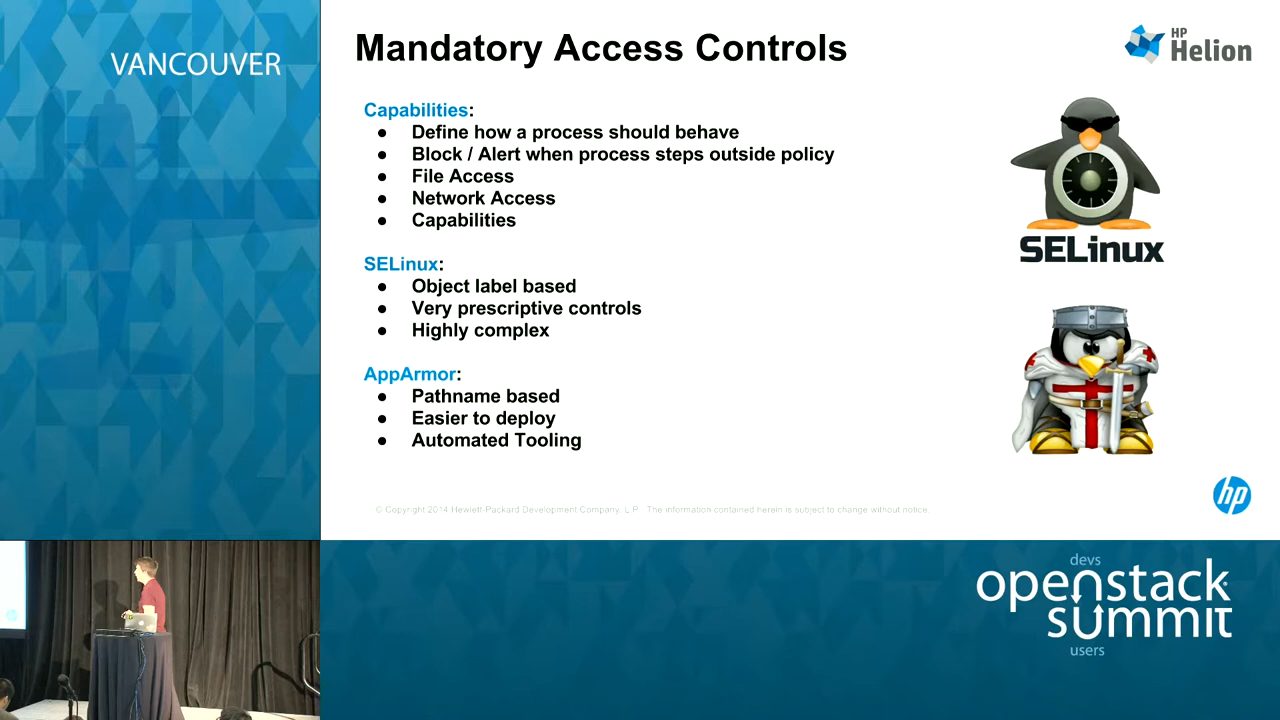 VANCOUVER
Mandatory Access Controls
HP
Helion
Capabilities:
● Define how a process should behave
● Block / Alert when process steps outside policy
● File Access
● Network Access
● Capabilities
SELinux:
● Object label based
● Very prescriptive controls
● Highly complex
AppArmor:
● Pathname based
● Easier to deploy
● Automated Tooling
SELinux
hp
© Copyright 2014 Hewlett-Packard Development Company, L.P. The information contained herein is subject to change without notice.
devs
openstack
summit
users